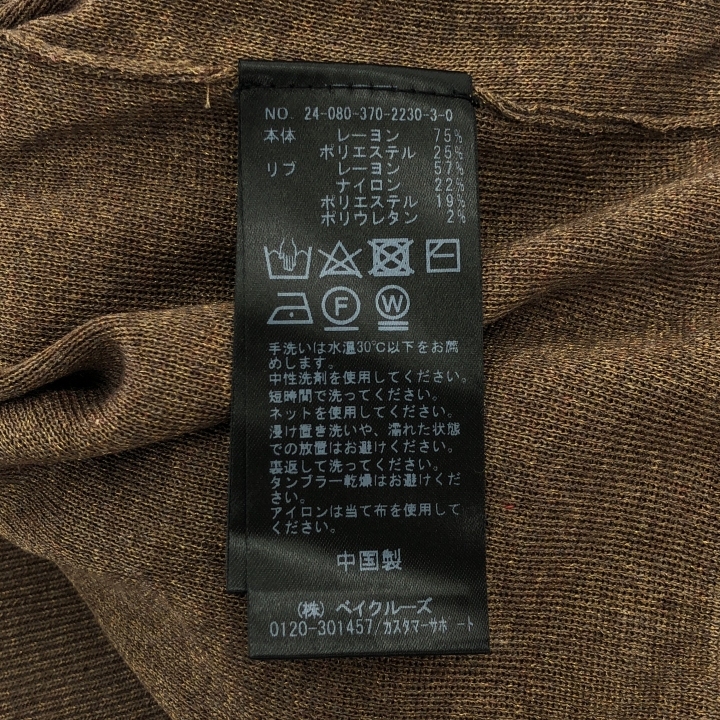 NO. 24-080-370-2230-3-0
本体 レーヨン 75%
ポリエステル 25%
リブ レーヨン 57%
ナイロン 22%
ポリエステル 19%
ポリウレタン 2%
F W
手洗いは水温30℃以下をお薦
めします。
中性洗剤を使用してください。
短時間で洗ってください。
ネットを使用してください。
浸け置き洗いや、濡れた状態
での放置はお避けください。
裏返して洗ってください。
タンブラー乾燥はお避けくだ
さい。
アイロンは当て布を使用して
ください。
中国製
(株) ベイクルーズ
0120-301457/カスタマーサポート